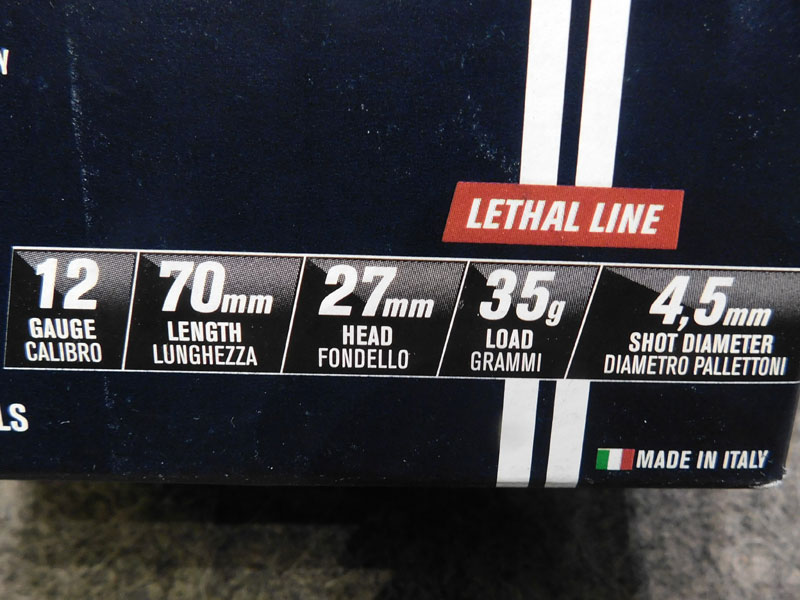 LETHAL LINE
12
GAUGE
CALIBRO
70mm
LENGTH
LUNGHEZZA
27mm
HEAD
FONDELLO
35g
LOAD
GRAMMI
4,5mm
SHOT DIAMETER
DIAMETRO PALLETTONI
MADE IN ITALY